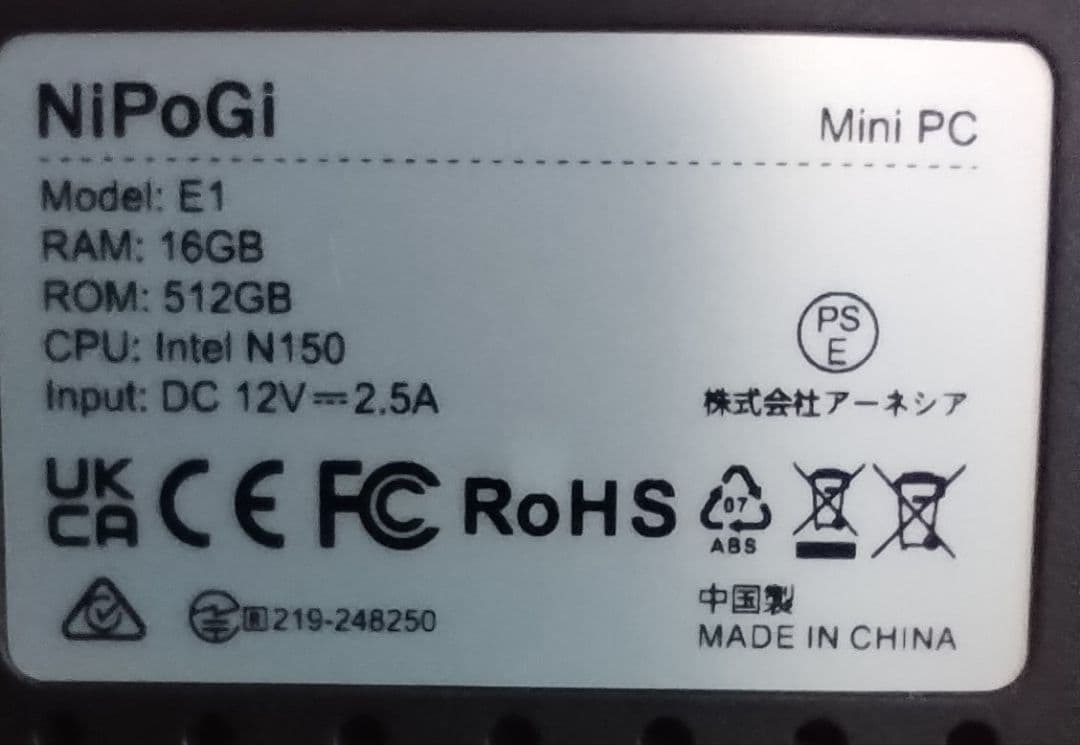 NiPoGi
Mini PC
Model: E1
RAM: 16GB
ROM: 512GB
CPU: Intel N150
Input: DC 12V⎓2.5A
PS
E
株式会社アーネシア
UK
CA CE FC RoHS
07
ABS
R 219-248250
中国製
MADE IN CHINA